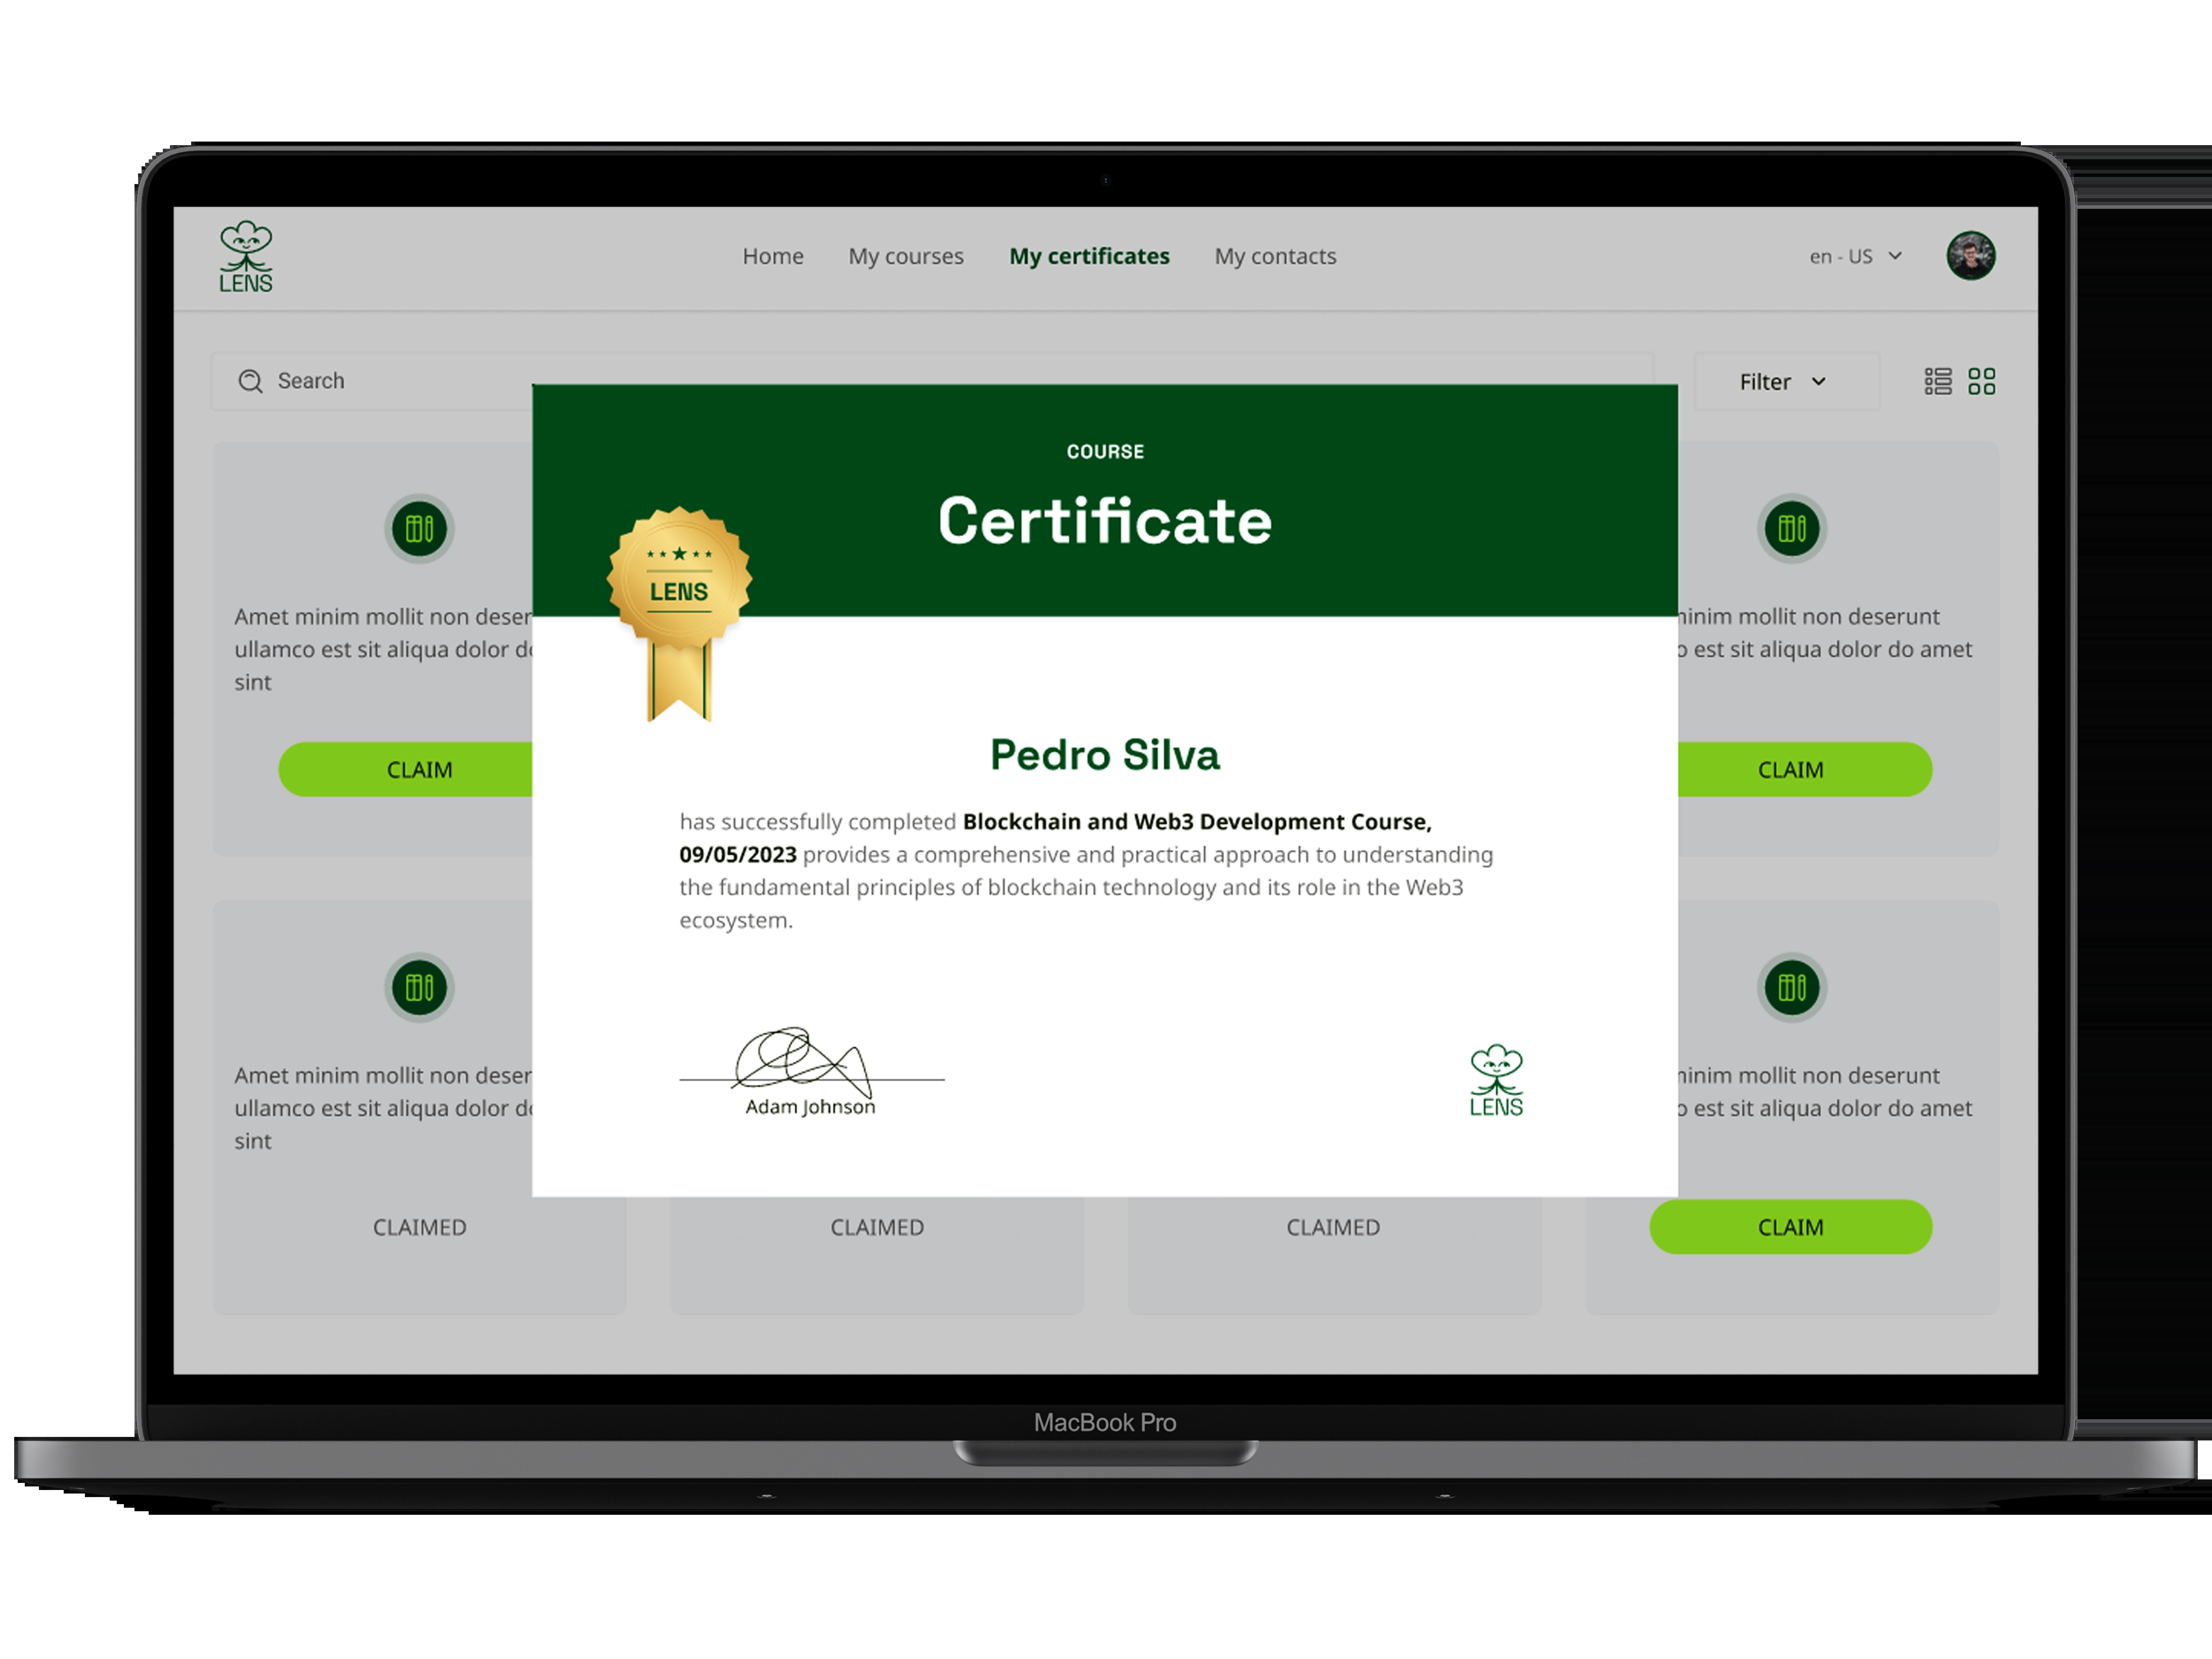 LENS
Home
My courses
My certificates
My contacts
en - US
Search
Filter
COURSE
Certificate
LENS
Amet minim mollit non
ullamco est sit aliqua dolor
sint
CLAIM
minim mollit non deserunt
est sit aliqua dolor do amet
CLAIM
Pedro Silva
has successfully completed Blockchain and Web3 Development Course,
09/05/2023 provides a comprehensive and practical approach to understanding
the fundamental principles of blockchain technology and its role in the Web3
ecosystem.
Adam Johnson
LENS
Amet minim mollit non
ullamco est sit aliqua dolor
sint
CLAIMED
CLAIMED
CLAIMED
minim mollit non deserunt
est sit aliqua dolor do amet
CLAIM
MacBook Pro